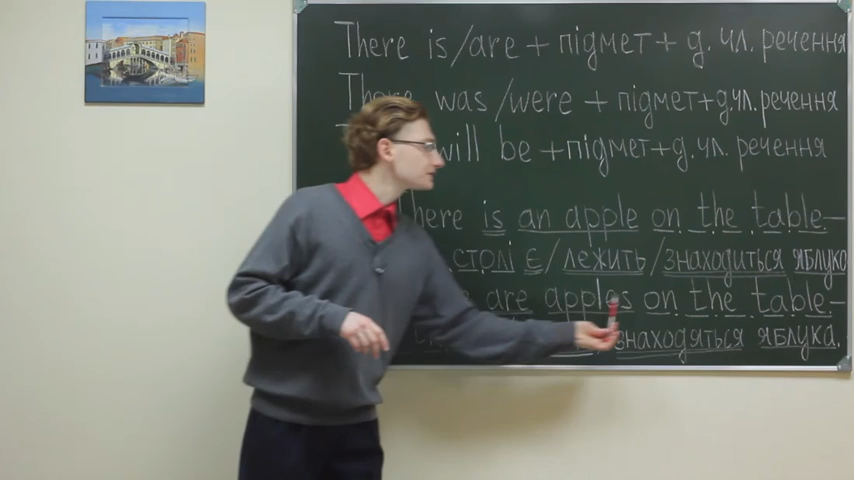 There is/are + підмет + д. чл. речення
There was/were + підмет + д. чл. речення
will be + підмет + д. чл. речення
There is an apple on the table –
столі є/лежить/знаходиться яблуко
are apples on the table. –
знаходяться яблука.